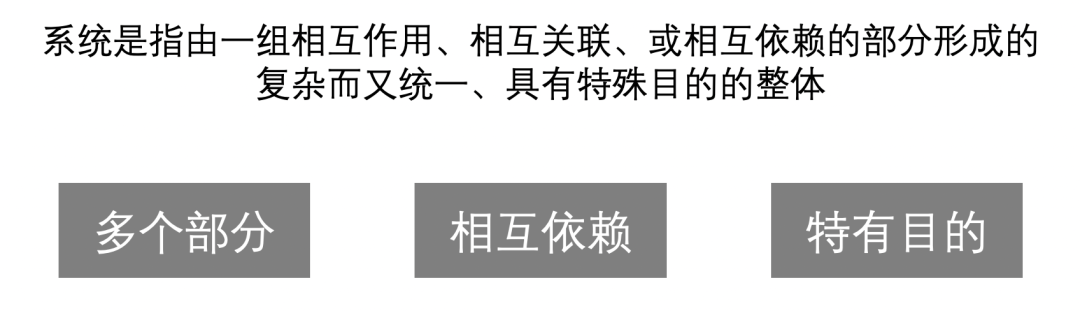 系统是指由一组相互作用、相互关联、或相互依赖的部分形成的
复杂而又统一、具有特殊目的的整体
多个部分
相互依赖
特有目的